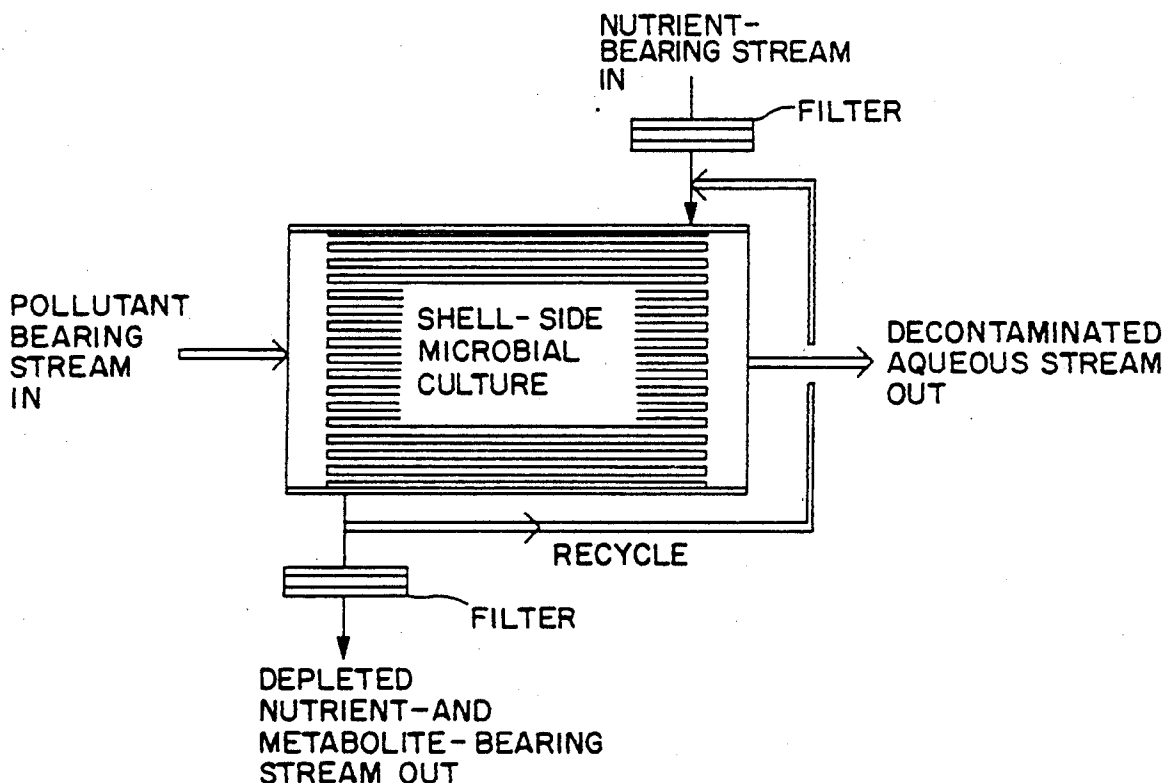 NUTRIENT-
BEARING STREAM
IN
FILTER
POLLUTANT
BEARING
STREAM
IN
SHELL-SIDE
MICROBIAL
CULTURE
DECONTAMINATED
AQUEOUS STREAM
OUT
RECYCLE
FILTER
DEPLETED
NUTRIENT-AND
METABOLITE-BEARING
STREAM OUT